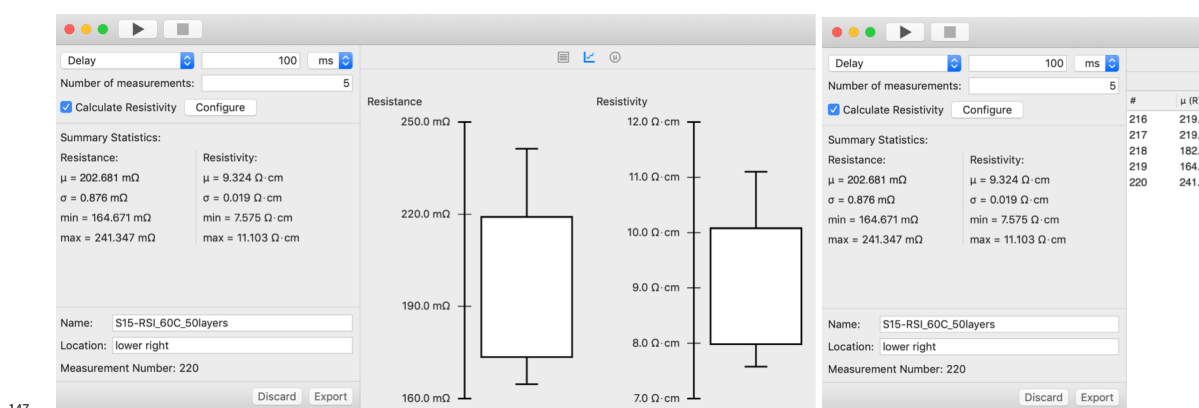 Delay 100 ms
Number of measurements: 5
Calculate Resistivity Configure
Summary Statistics:
Resistance: Resistivity:
μ = 202.681 mΩ μ = 9.324 Ω·cm
σ = 0.876 mΩ σ = 0.019 Ω·cm
min = 164.671 mΩ min = 7.575 Ω·cm
max = 241.347 mΩ max = 11.103 Ω·cm
Name: S15-RSI_60C_50layers
Location: lower right
Measurement Number: 220
Discard Export
μ
Resistance
250.0 mΩ
220.0 mΩ
190.0 mΩ
160.0 mΩ
Resistivity
12.0 Ω·cm
11.0 Ω·cm
10.0 Ω·cm
9.0 Ω·cm
8.0 Ω·cm
7.0 Ω·cm
Delay 100 ms
Number of measurements: 5
Calculate Resistivity Configure
Summary Statistics:
Resistance: Resistivity:
μ = 202.681 mΩ μ = 9.324 Ω·cm
σ = 0.876 mΩ σ = 0.019 Ω·cm
min = 164.671 mΩ min = 7.575 Ω·cm
max = 241.347 mΩ max = 11.103 Ω·cm
Name: S15-RSI_60C_50layers
Location: lower right
Measurement Number: 220
Discard Export
# μ (R)
216 219.
217 219.
218 182.
219 164.
220 241.